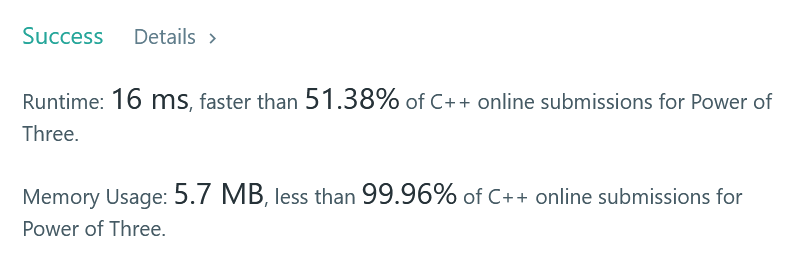 Success Details >
Runtime: 16 ms, faster than 51.38% of C++ online submissions for Power of
Three.
Memory Usage: 5.7 MB, less than 99.96% of C++ online submissions for
Power of Three.